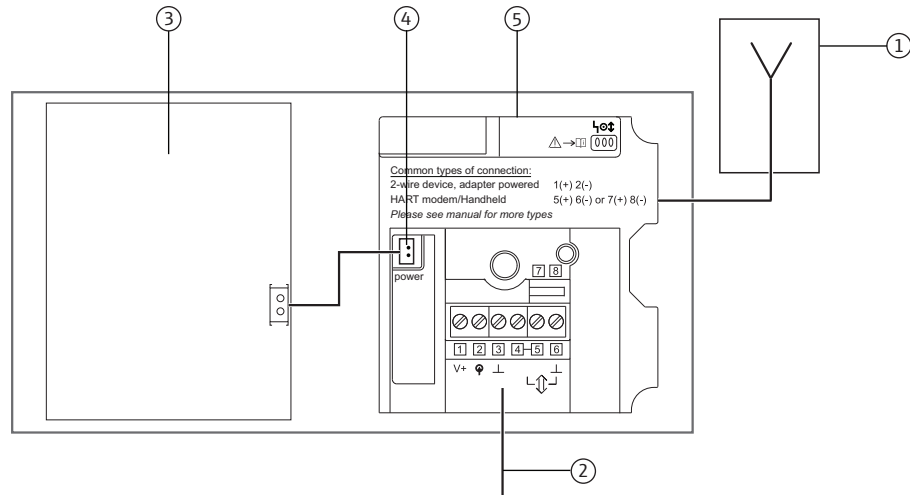 3
4
5
1
000
Common types of connection:
2-wire device, adapter powered 1(+) 2(-)
HART modem/Handheld 5(+) 6(-) or 7(+) 8(-)
Please see manual for more types
power
7 8
1 2 3 4 5 6
V+
2